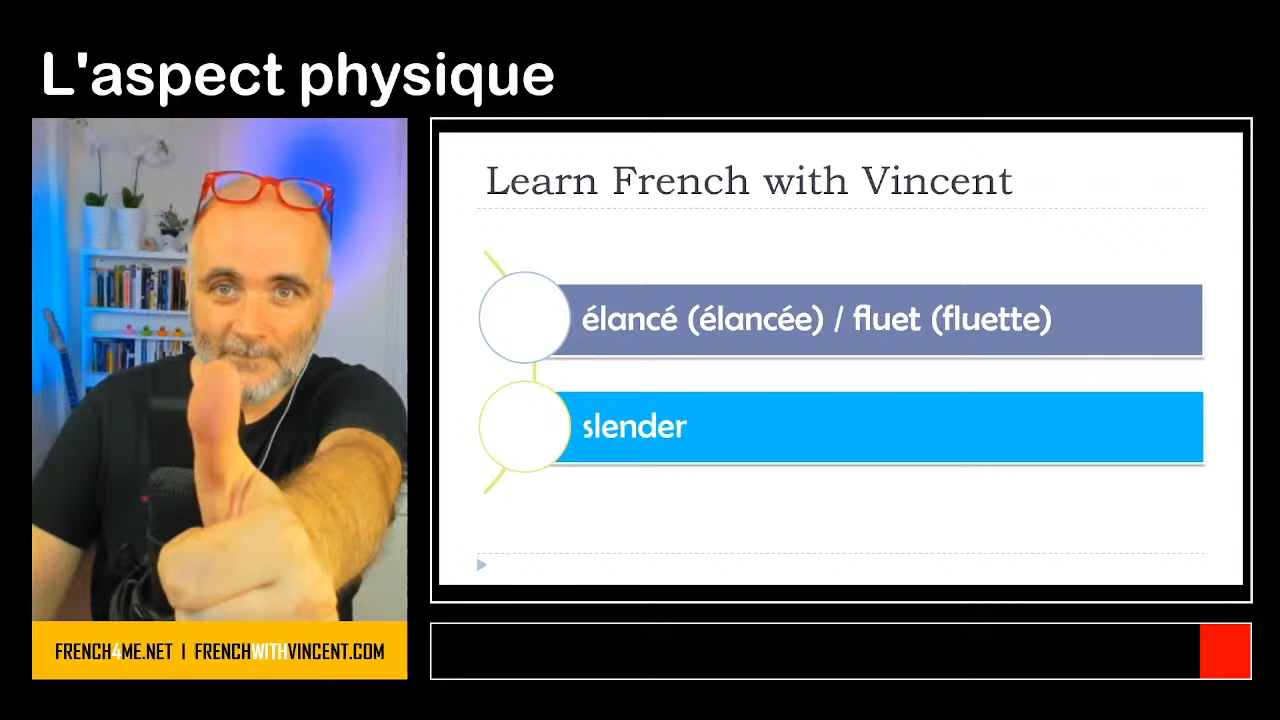 L'aspect physique
Learn French with Vincent
élancé (élancée) / fluet (fluette)
slender
FRENCH4ME.NET | FRENCHWITHVINCENT.COM